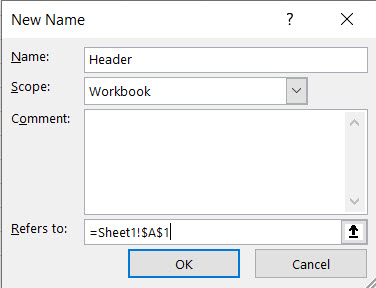 New Name
? ×
Name: Header
Scope: Workbook
Comment:
Refers to: =Sheet1!$A$1
OK Cancel